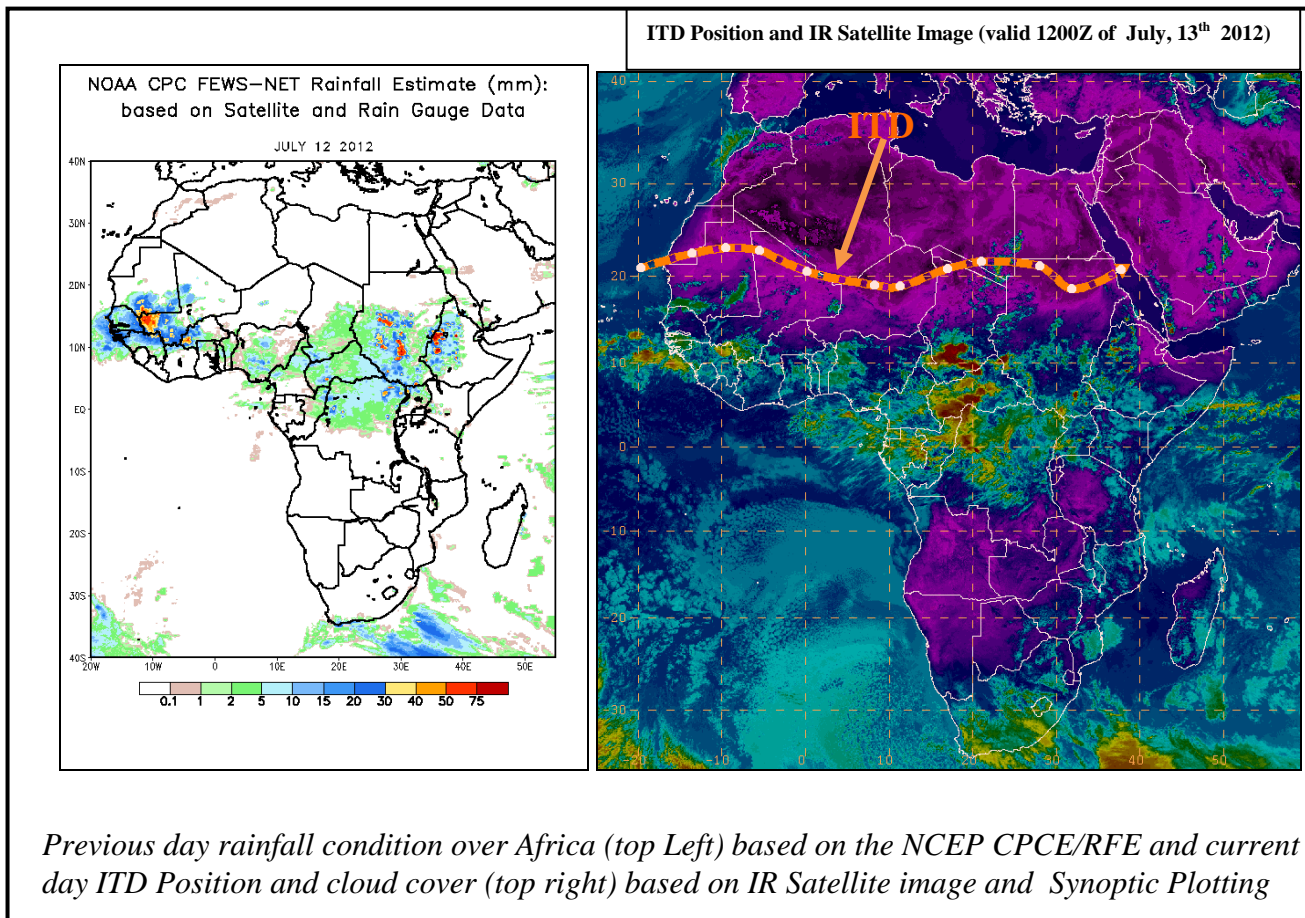 ITD Position and IR Satellite Image (valid 1200Z of July, 13th 2012)
NOAA CPC FEWS-NET Rainfall Estimate (mm):
based on Satellite and Rain Gauge Data
JULY 12 2012
40N
30N
20N
10N
EQ
10S
20S
30S
40S
20W 10W 0 10E 20E 30E 40E 50E
0.1 1 2 5 10 15 20 30 40 50 75
ITD
40
30
20
10
0
-10
-20
-30
-20 -10 0 10 20 30 40 50
Previous day rainfall condition over Africa (top Left) based on the NCEP CPCE/RFE and current
day ITD Position and cloud cover (top right) based on IR Satellite image and Synoptic Plotting